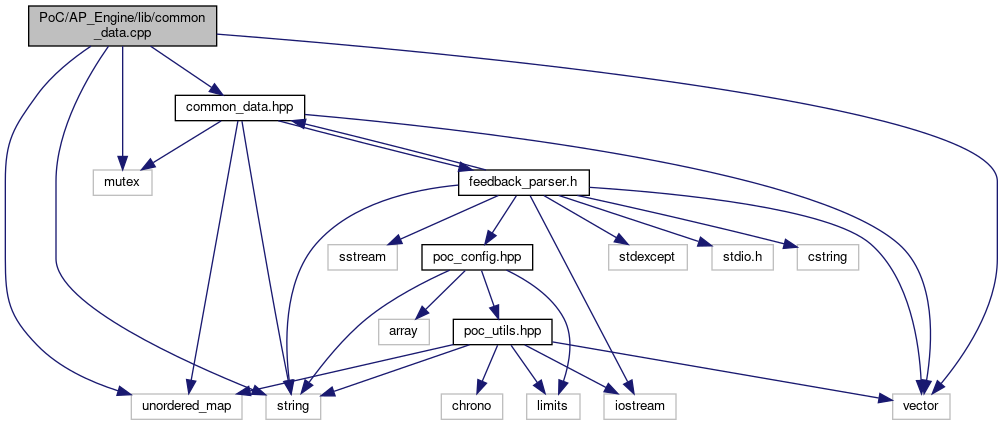 PoC/AP_Engine/lib/common
_data.cpp
common_data.hpp
mutex
feedback_parser.h
sstream
poc_config.hpp
stdexcept
stdio.h
cstring
array
poc_utils.hpp
unordered_map
string
chrono
limits
iostream
vector